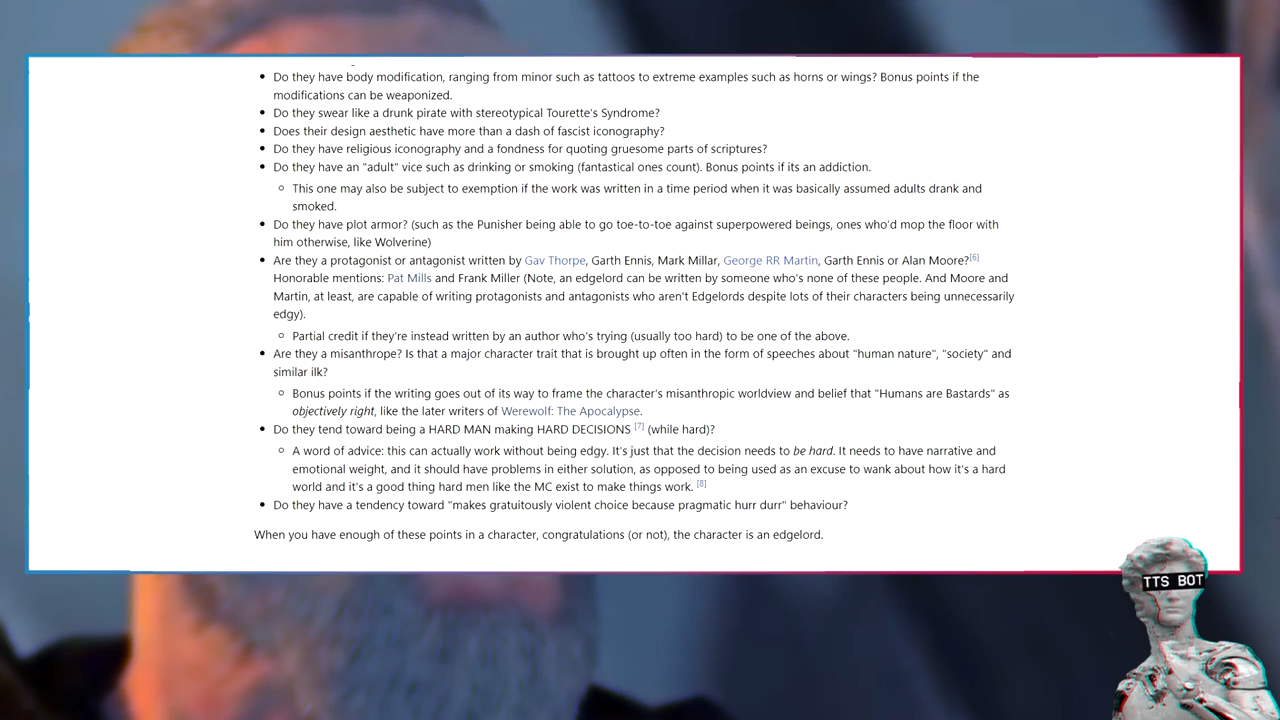 Do they have body modification, ranging from minor such as tattoos to extreme examples such as horns or wings? Bonus points if the
modifications can be weaponized.
Do they swear like a drunk pirate with stereotypical Tourette's Syndrome?
Does their design aesthetic have more than a dash of fascist iconography?
Do they have religious iconography and a fondness for quoting gruesome parts of scriptures?
Do they have an "adult" vice such as drinking or smoking (fantastical ones count). Bonus points if its an addiction.
This one may also be subject to exemption if the work was written in a time period when it was basically assumed adults drank and
smoked.
Do they have plot armor? (such as the Punisher being able to go toe-to-toe against superpowered beings, ones who'd mop the floor with
him otherwise, like Wolverine)
Are they a protagonist or antagonist written by Gav Thorpe, Garth Ennis, Mark Millar, George RR Martin, Garth Ennis or Alan Moore?[6]
Honorable mentions: Pat Mills and Frank Miller (Note, an edgelord can be written by someone who's none of these people. And Moore and
Martin, at least, are capable of writing protagonists and antagonists who aren't Edgelords despite lots of their characters being unnecessarily
edgy).
Partial credit if they're instead written by an author who's trying (usually too hard) to be one of the above.
Are they a misanthrope? Is that a major character trait that is brought up often in the form of speeches about "human nature", "society" and
similar ilk?
Bonus points if the writing goes out of its way to frame the character's misanthropic worldview and belief that "Humans are Bastards" as
objectively right, like the later writers of Werewolf: The Apocalypse.
Do they tend toward being a HARD MAN making HARD DECISIONS [7] (while hard)?
A word of advice: this can actually work without being edgy. It's just that the decision needs to be hard. It needs to have narrative and
emotional weight, and it should have problems in either solution, as opposed to being used as an excuse to wank about how it's a hard
world and it's a good thing hard men like the MC exist to make things work. [8]
Do they have a tendency toward "makes gratuitously violent choice because pragmatic hurr durr" behaviour?
When you have enough of these points in a character, congratulations (or not), the character is an edgelord.
TTS BOT